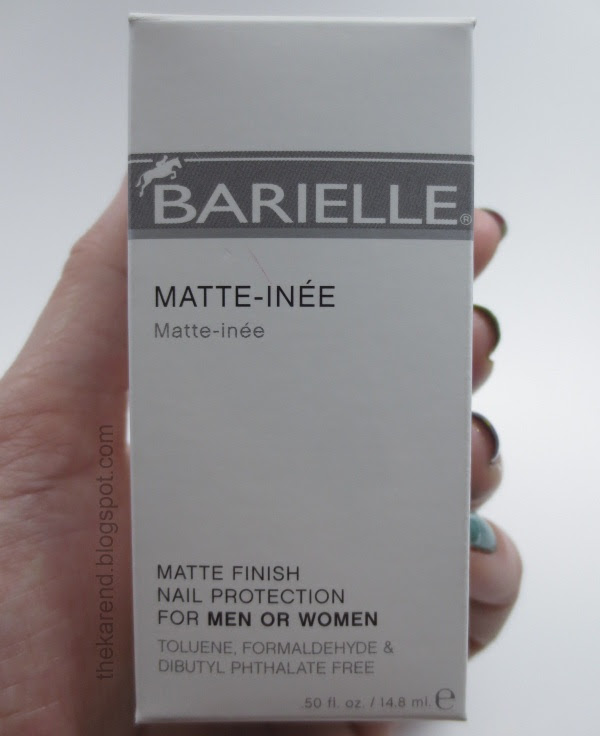 BARIELLE®
MATTE-INÉE
Matte-inée
MATTE FINISH
NAIL PROTECTION
FOR MEN OR WOMEN
TOLUENE, FORMALDEHYDE &
DIBUTYL PHTHALATE FREE
.50 fl. oz. / 14.8 ml. e
thekarend.blogspot.com